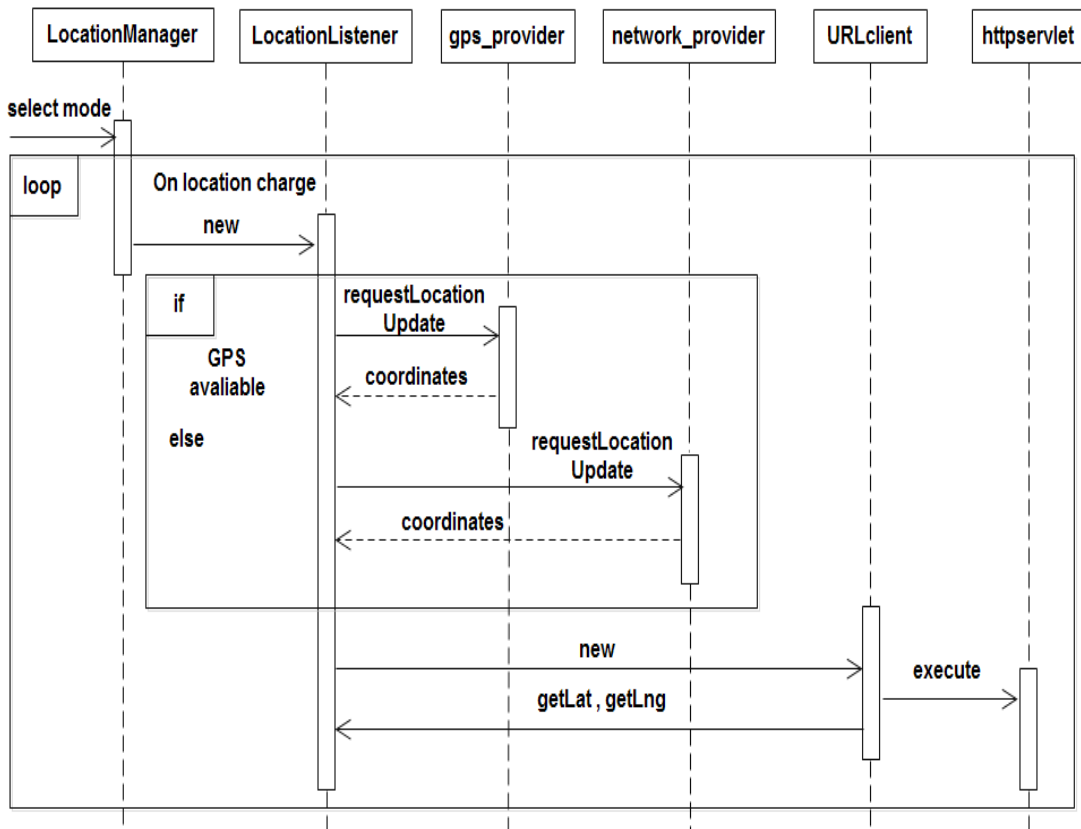 LocationManager
LocationListener
gps_provider
network_provider
URLclient
httpservlet
select mode
loop
On location charge
new
if
requestLocation
Update
GPS
avaliable
coordinates
else
requestLocation
Update
coordinates
new
execute
getLat , getLng